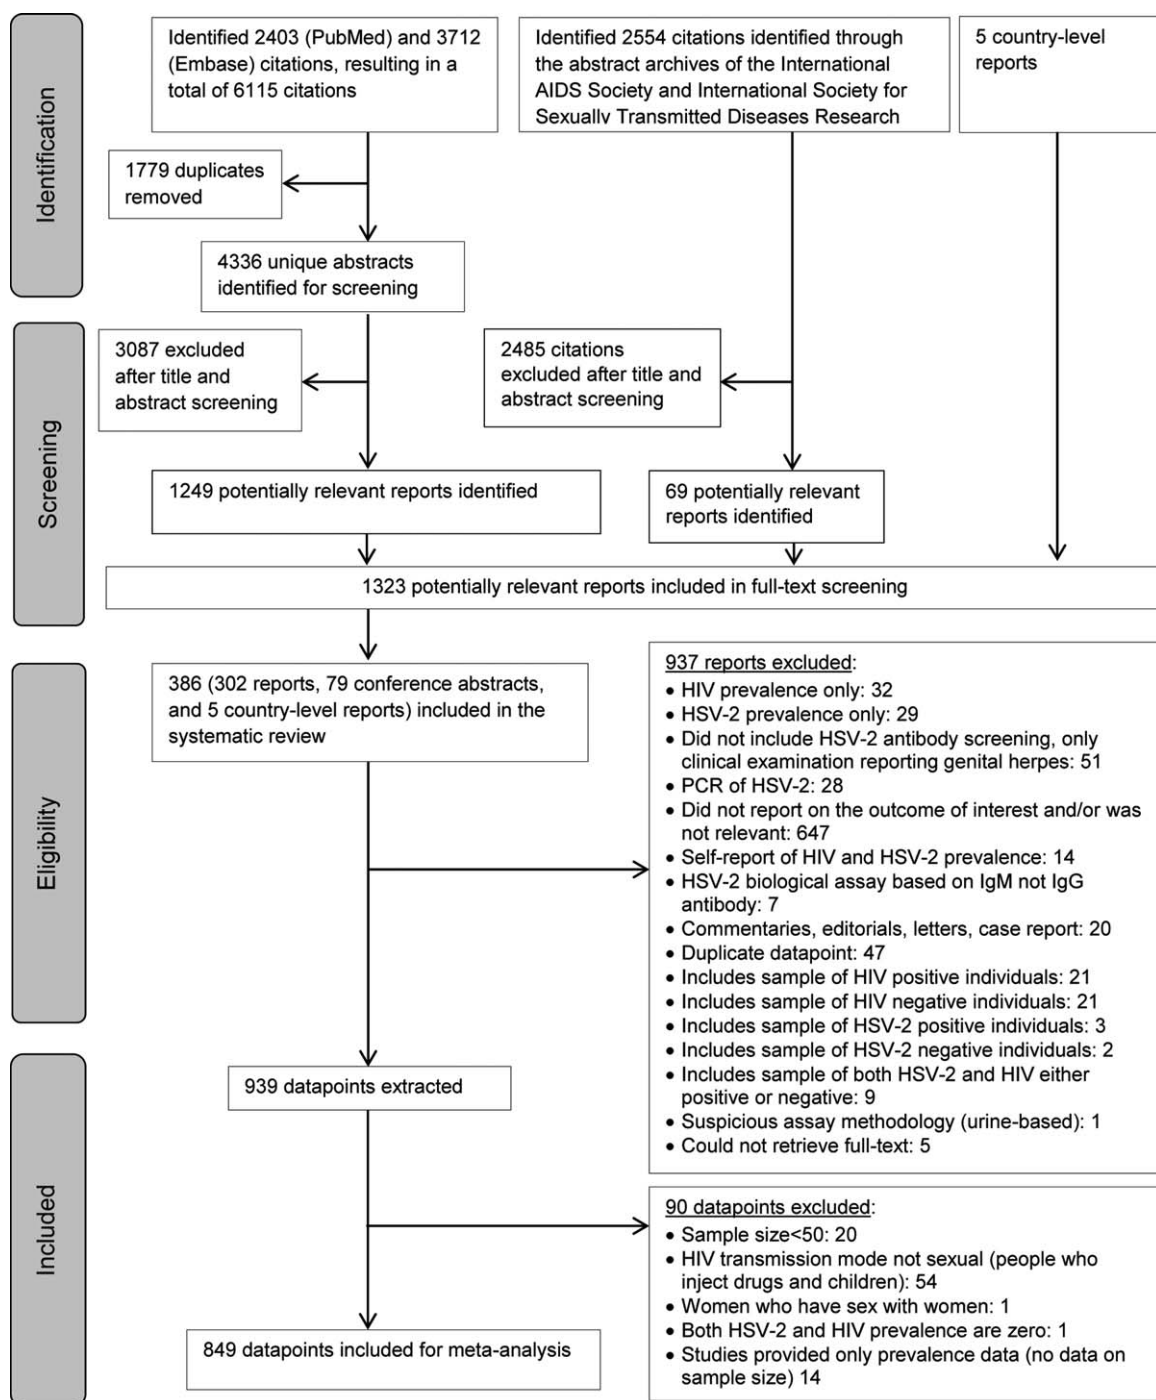 Identification
Identified 2403 (PubMed) and 3712
(Embase) citations, resulting in a
total of 6115 citations
Identified 2554 citations identified through
the abstract archives of the International
AIDS Society and International Society for
Sexually Transmitted Diseases Research
5 country-level
reports
1779 duplicates
removed
4336 unique abstracts
identified for screening
Screening
3087 excluded
after title and
abstract screening
2485 citations
excluded after title and
abstract screening
1249 potentially relevant reports identified
69 potentially relevant
reports identified
1323 potentially relevant reports included in full-text screening
Eligibility
386 (302 reports, 79 conference abstracts,
and 5 country-level reports) included in the
systematic review
937 reports excluded:
• HIV prevalence only: 32
• HSV-2 prevalence only: 29
• Did not include HSV-2 antibody screening, only
clinical examination reporting genital herpes: 51
• PCR of HSV-2: 28
• Did not report on the outcome of interest and/or was
not relevant: 647
• Self-report of HIV and HSV-2 prevalence: 14
• HSV-2 biological assay based on IgM not IgG
antibody: 7
• Commentaries, editorials, letters, case report: 20
• Duplicate datapoint: 47
• Includes sample of HIV positive individuals: 21
• Includes sample of HIV negative individuals: 21
• Includes sample of HSV-2 positive individuals: 3
• Includes sample of HSV-2 negative individuals: 2
• Includes sample of both HSV-2 and HIV either
positive or negative: 9
• Suspicious assay methodology (urine-based): 1
• Could not retrieve full-text: 5
Included
939 datapoints extracted
90 datapoints excluded:
• Sample size<50: 20
• HIV transmission mode not sexual (people who
inject drugs and children): 54
• Women who have sex with women: 1
• Both HSV-2 and HIV prevalence are zero: 1
• Studies provided only prevalence data (no data on
sample size) 14
849 datapoints included for meta-analysis